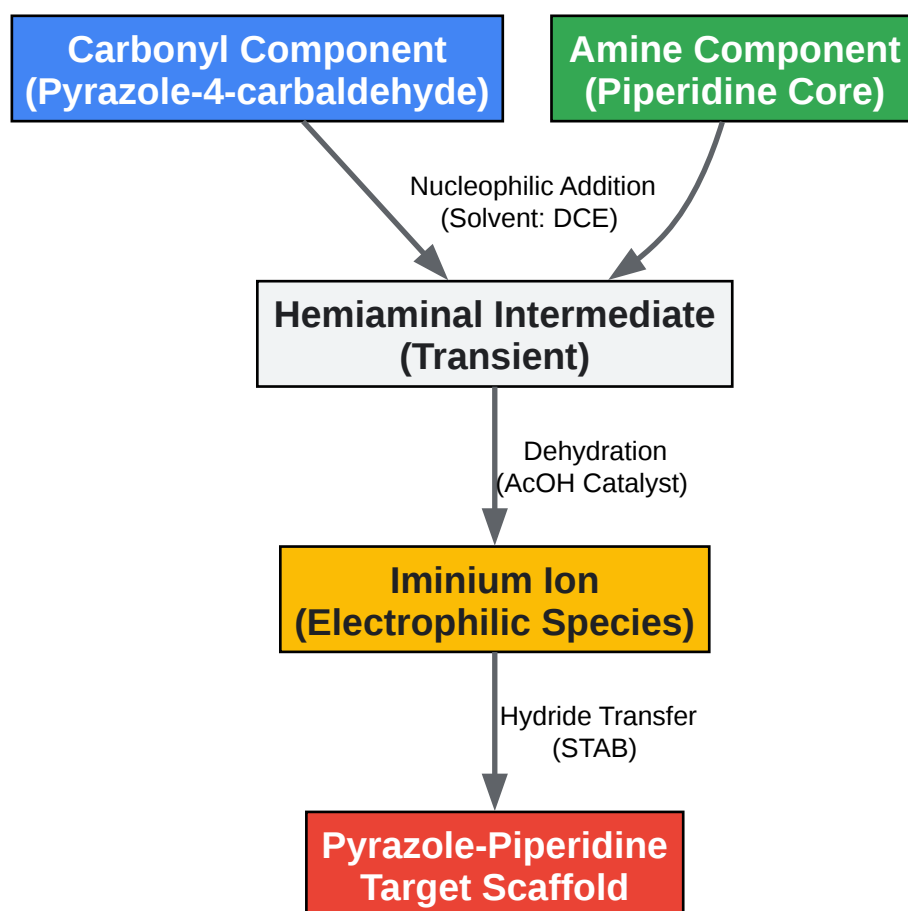 Carbonyl Component
(Pyrazole-4-carbaldehyde)
Amine Component
(Piperidine Core)
Nucleophilic Addition
(Solvent: DCE)
Hemiaminal Intermediate
(Transient)
Dehydration
(AcOH Catalyst)
Iminium Ion
(Electrophilic Species)
Hydride Transfer
(STAB)
Pyrazole-Piperidine
Target Scaffold